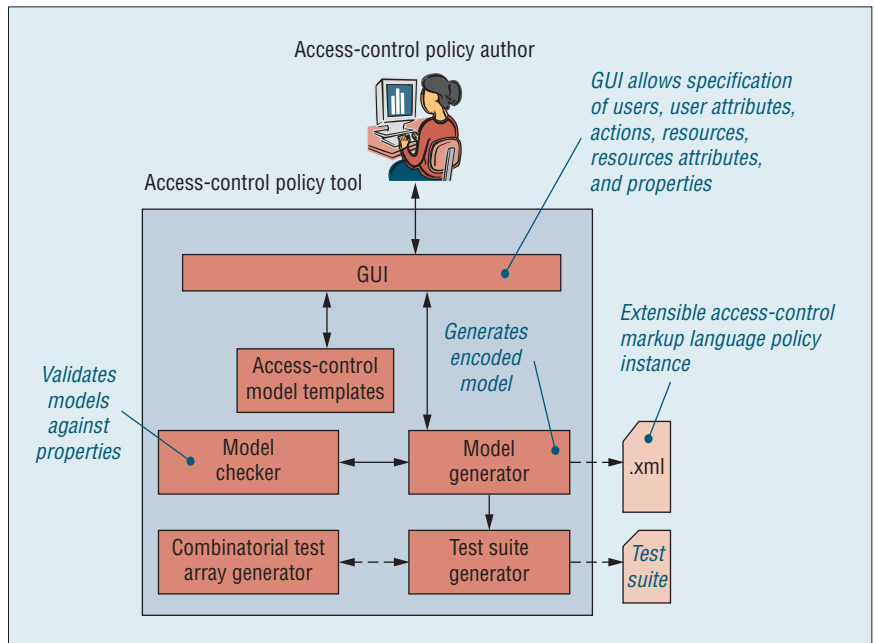 Access-control policy author
GUI allows specification
of users, user attributes,
actions, resources,
resources attributes,
and properties
Access-control policy tool
GUI
Extensible access-control
markup language policy
instance
Generates
encoded
model
Access-control
model templates
Validates
models
against
properties
Model
checker
Model
generator
.xml
Combinatorial test
array generator
Test suite
generator
Test
suite